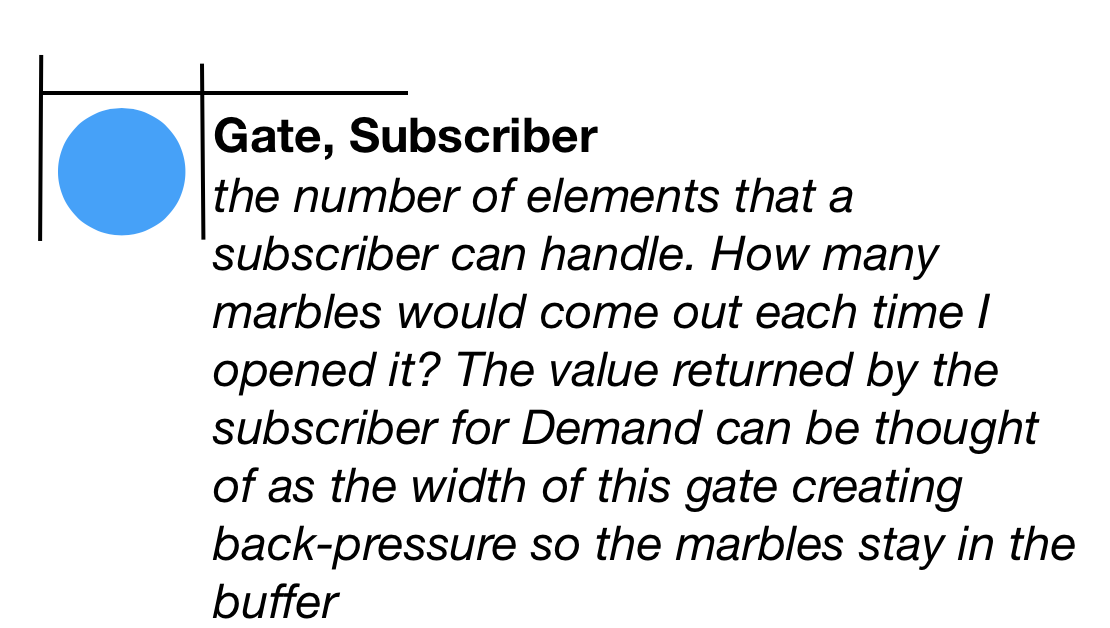 Gate, Subscriber
the number of elements that a
subscriber can handle. How many
marbles would come out each time I
opened it? The value returned by the
subscriber for Demand can be thought
of as the width of this gate creating
back-pressure so the marbles stay in the
buffer